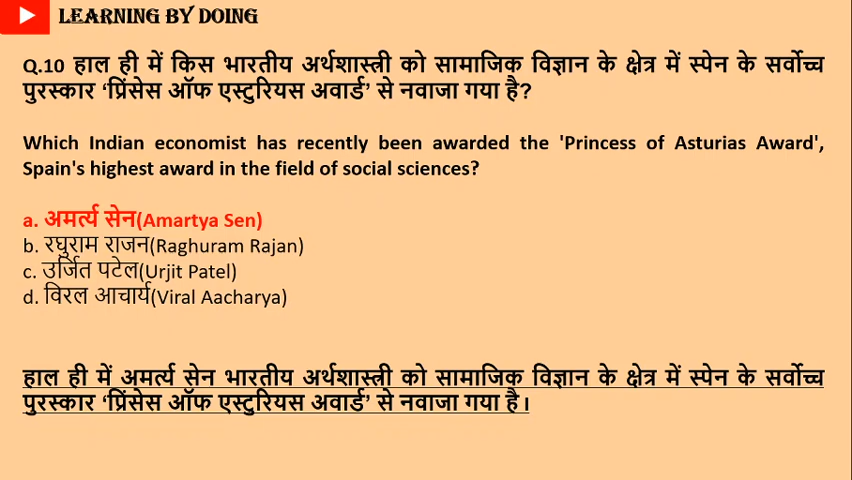 LEARNING BY DOING
Q.10 हाल ही में किस भारतीय अर्थशास्त्री को सामाजिक विज्ञान के क्षेत्र में स्पेन के सर्वोच्च
पुरस्कार ‘प्रिंसेस ऑफ एस्टुरियस अवार्ड’ से नवाजा गया है?
Which Indian economist has recently been awarded the 'Princess of Asturias Award',
Spain's highest award in the field of social sciences?
a. अमर्त्य सेन(Amartya Sen)
b. रघुराम राजन(Raghuram Rajan)
c. उर्जित पटेल(Urjit Patel)
d. विरल आचार्य(Viral Aacharya)
हाल ही में अमर्त्य सेन भारतीय अर्थशास्त्री को सामाजिक विज्ञान के क्षेत्र में स्पेन के सर्वोच्च
पुरस्कार ‘प्रिंसेस ऑफ एस्टुरियस अवार्ड’ से नवाजा गया है।